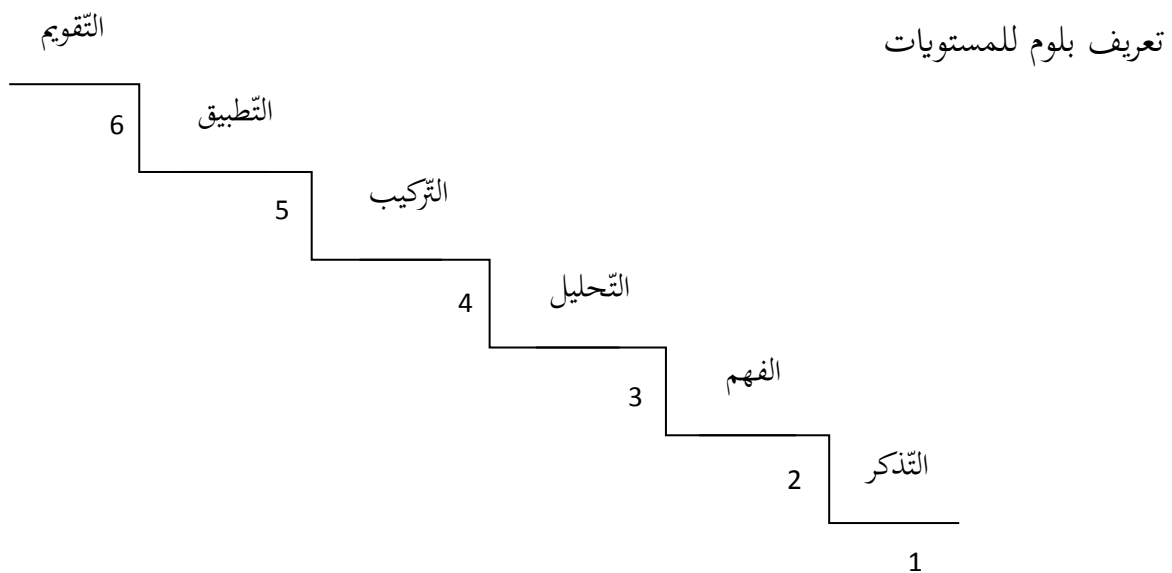 تعريف بلوم للمستويات
التّقويم
6
التّطبيق
5
التّركيب
4
التّحليل
3
الفهم
2
التّذكر
1